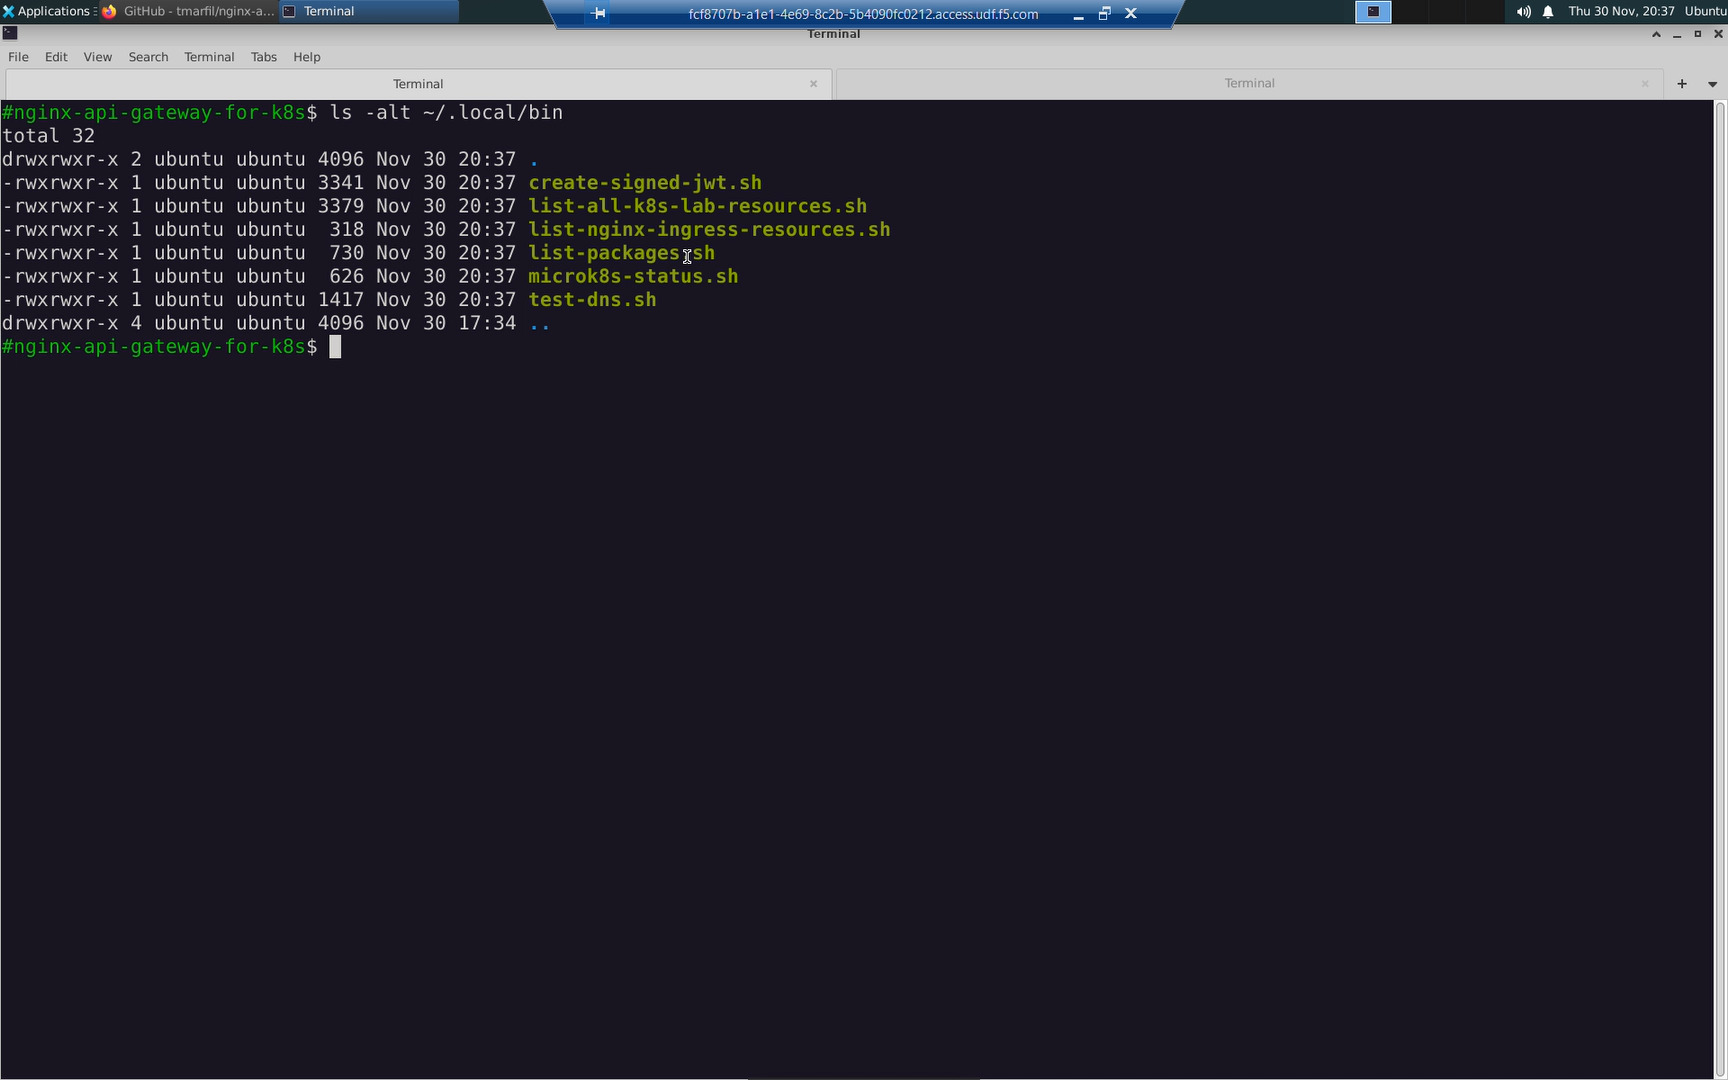 Applications
GitHub - tmarfil/nginx-a...
Terminal
fcf8707b-a1e1-4e69-8c2b-5b4090fc0212.access.udf.f5.com
Thu 30 Nov, 20:37
Ubuntu
Terminal
File Edit View Search Terminal Tabs Help
Terminal
Terminal
#nginx-api-gateway-for-k8s$ ls -alt ~/.local/bin
total 32
drwxrwxr-x 2 ubuntu ubuntu 4096 Nov 30 20:37 .
-rwxrwxr-x 1 ubuntu ubuntu 3341 Nov 30 20:37 create-signed-jwt.sh
-rwxrwxr-x 1 ubuntu ubuntu 3379 Nov 30 20:37 list-all-k8s-lab-resources.sh
-rwxrwxr-x 1 ubuntu ubuntu  318 Nov 30 20:37 list-nginx-ingress-resources.sh
-rwxrwxr-x 1 ubuntu ubuntu  730 Nov 30 20:37 list-packages.sh
-rwxrwxr-x 1 ubuntu ubuntu  626 Nov 30 20:37 microk8s-status.sh
-rwxrwxr-x 1 ubuntu ubuntu 1417 Nov 30 20:37 test-dns.sh
drwxrwxr-x 4 ubuntu ubuntu 4096 Nov 30 17:34 ..
#nginx-api-gateway-for-k8s$